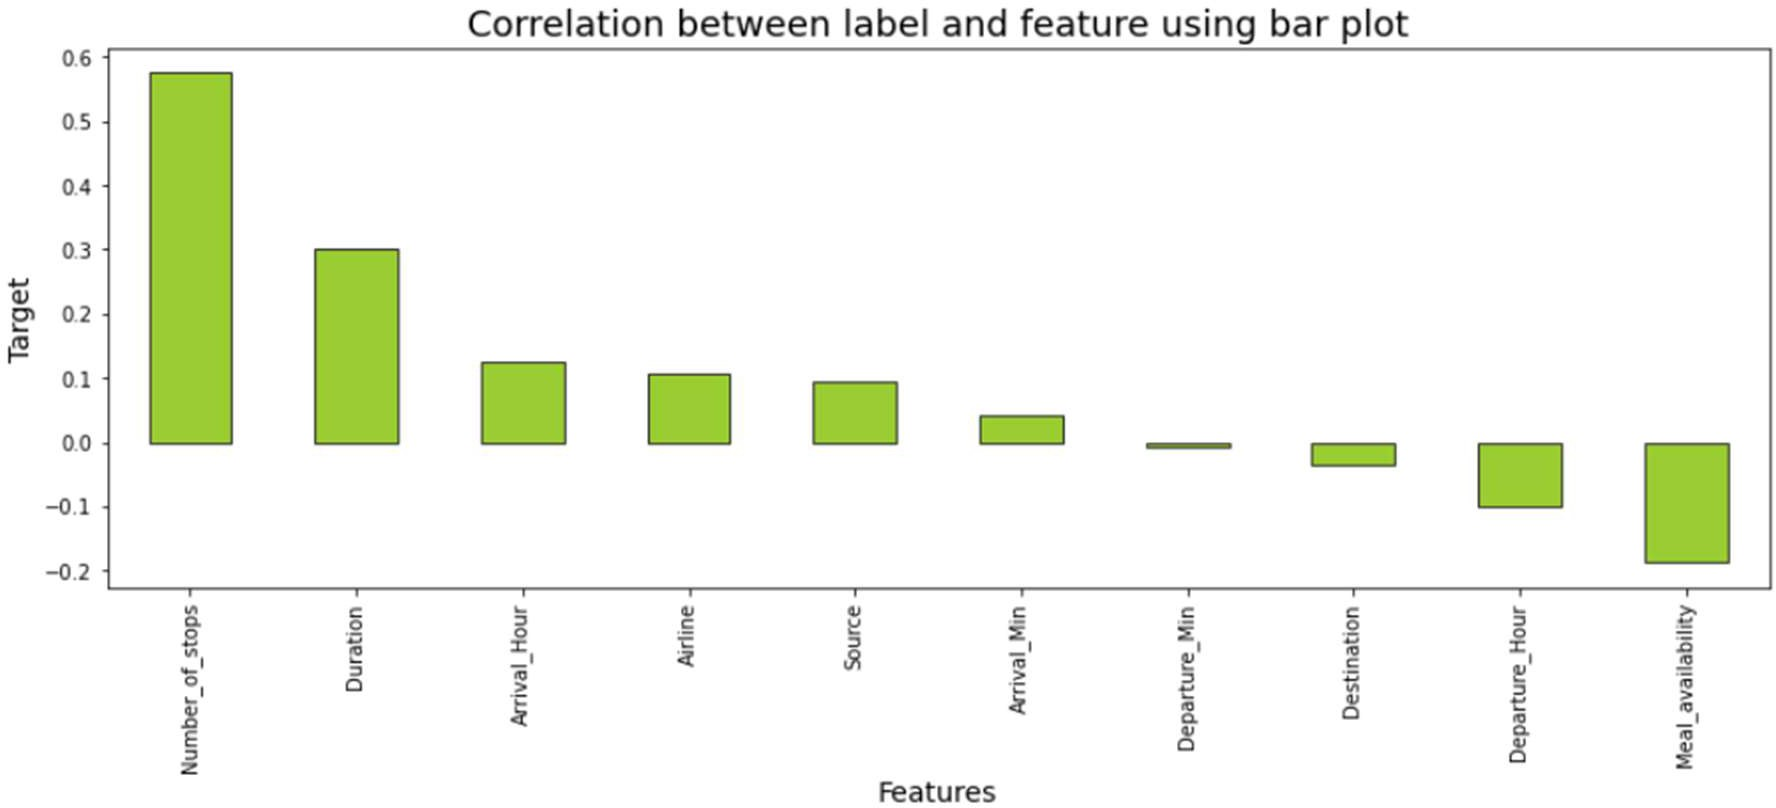 Correlation between label and feature using bar plot
0.6
0.5
0.4
0.3
0.2
0.1
0.0
−0.1
−0.2
Target
Number_of_stops
Duration
Arrival_Hour
Airline
Source
Arrival_Min
Departure_Min
Destination
Departure_Hour
Meal_availability
Features